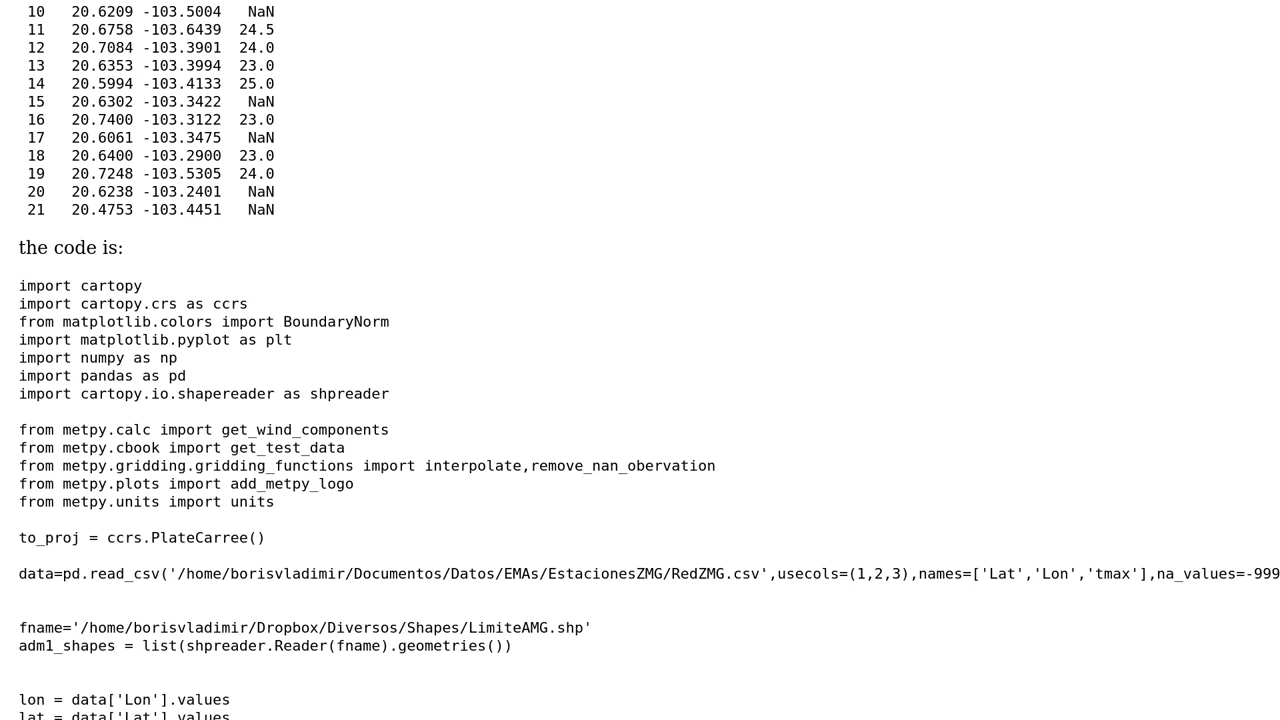 10   20.6209 -103.5004   NaN
11   20.6758 -103.6439  24.5
12   20.7084 -103.3901  24.0
13   20.6353 -103.3994  23.0
14   20.5994 -103.4133  25.0
15   20.6302 -103.3422   NaN
16   20.7400 -103.3122  23.0
17   20.6061 -103.3475   NaN
18   20.6400 -103.2900  23.0
19   20.7248 -103.5305  24.0
20   20.6238 -103.2401   NaN
21   20.4753 -103.4451   NaN
the code is:
import cartopy
import cartopy.crs as ccrs
from matplotlib.colors import BoundaryNorm
import matplotlib.pyplot as plt
import numpy as np
import pandas as pd
import cartopy.io.shapereader as shpreader
from metpy.calc import get_wind_components
from metpy.cbook import get_test_data
from metpy.gridding.gridding_functions import interpolate,remove_nan_obervation
from metpy.plots import add_metpy_logo
from metpy.units import units
to_proj = ccrs.PlateCarree()
data=pd.read_csv('/home/borisvladimir/Documentos/Datos/EMAs/EstacionesZMG/RedZMG.csv',usecols=(1,2,3),names=['Lat','Lon','tmax'],na_values=-999
fname='/home/borisvladimir/Dropbox/Diversos/Shapes/LimiteAMG.shp'
adm1_shapes = list(shpreader.Reader(fname).geometries())
lon = data['Lon'].values
lat = data['Lat'].values